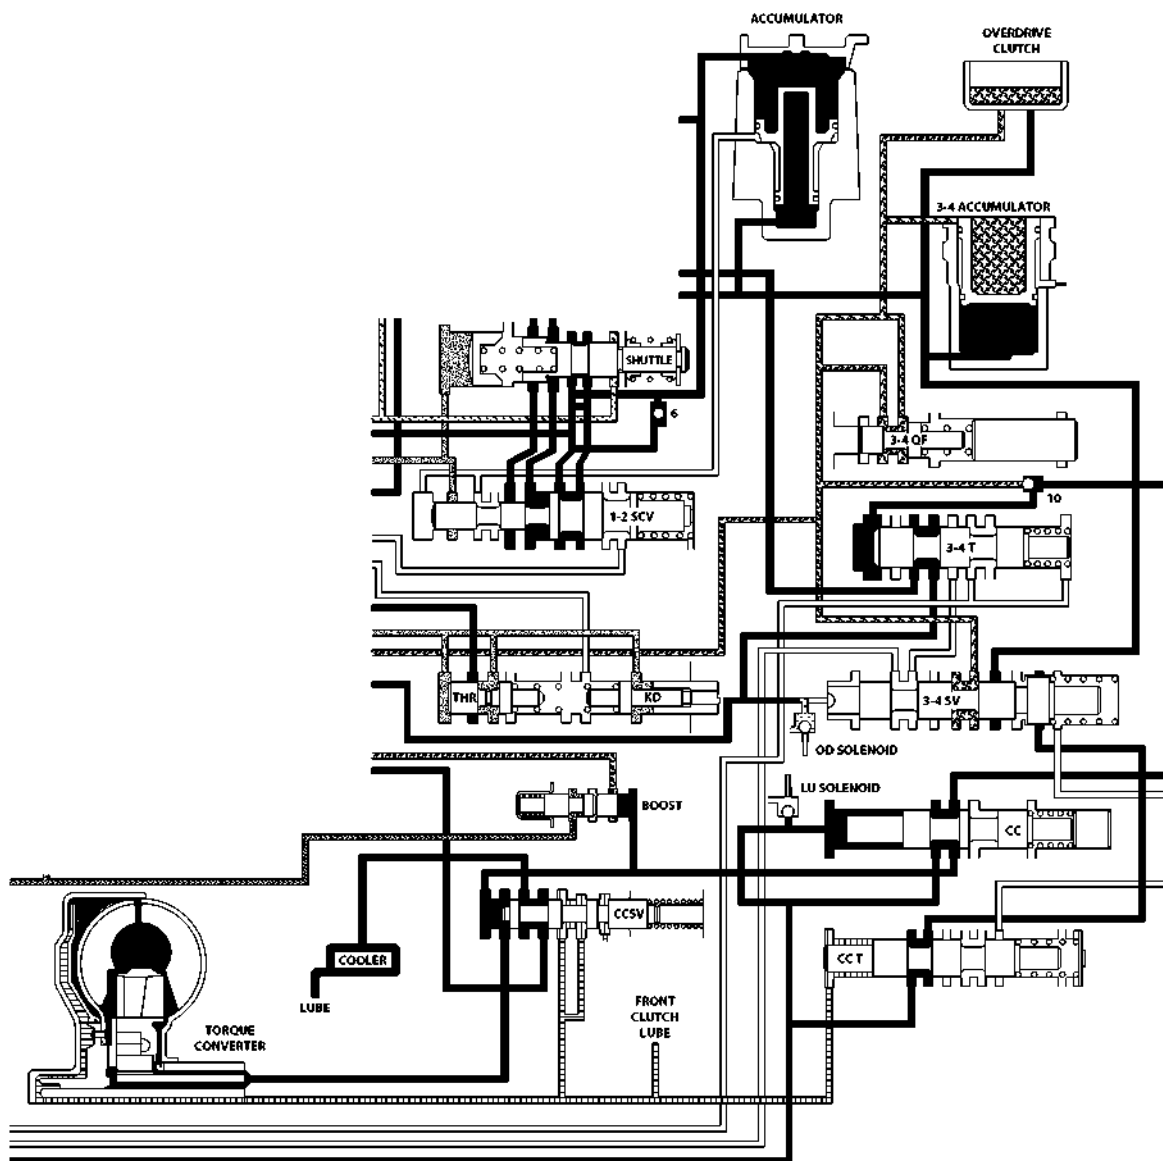 ACCUMULATOR
OVERDRIVE
CLUTCH
3-4 ACCUMULATOR
SHUTTLE
6
3-4 QF
10
1-2 SCV
3-4 T
THR
KD
3-4 SV
OD SOLENOID
LU SOLENOID
BOOST
CC
CCSV
COOLER
CC T
LUBE
FRONT
CLUTCH
LUBE
TORQUE
CONVERTER